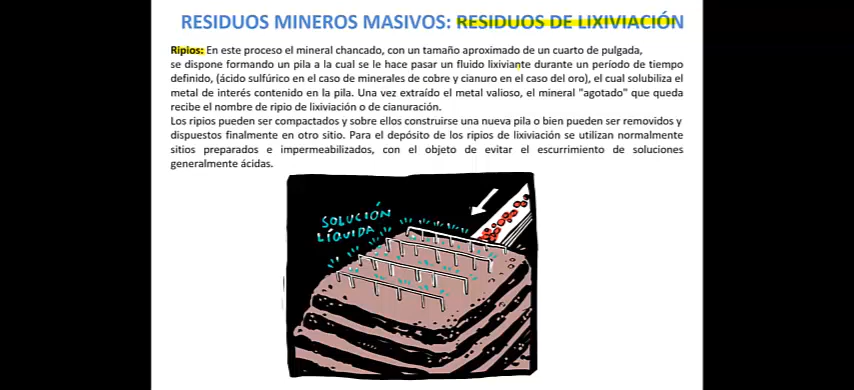 RESIDUOS MINEROS MASIVOS: RESIDUOS DE LIXIVIACIÓN
Ripios: En este proceso el mineral chancado, con un tamaño aproximado de un cuarto de pulgada,
se dispone formando un pila a la cual se le hace pasar un fluido lixiviante durante un período de tiempo
definido, (ácido sulfúrico en el caso de minerales de cobre y cianuro en el caso del oro), el cual solubiliza el
metal de interés contenido en la pila. Una vez extraído el metal valioso, el mineral "agotado" que queda
recibe el nombre de ripio de lixiviación o de cianuración.
Los ripios pueden ser compactados y sobre ellos construirse una nueva pila o bien pueden ser removidos y
dispuestos finalmente en otro sitio. Para el depósito de los ripios de lixiviación se utilizan normalmente
sitios preparados e impermeabilizados, con el objeto de evitar el escurrimiento de soluciones
generalmente ácidas.
SOLUCIÓN
LÍQUIDA